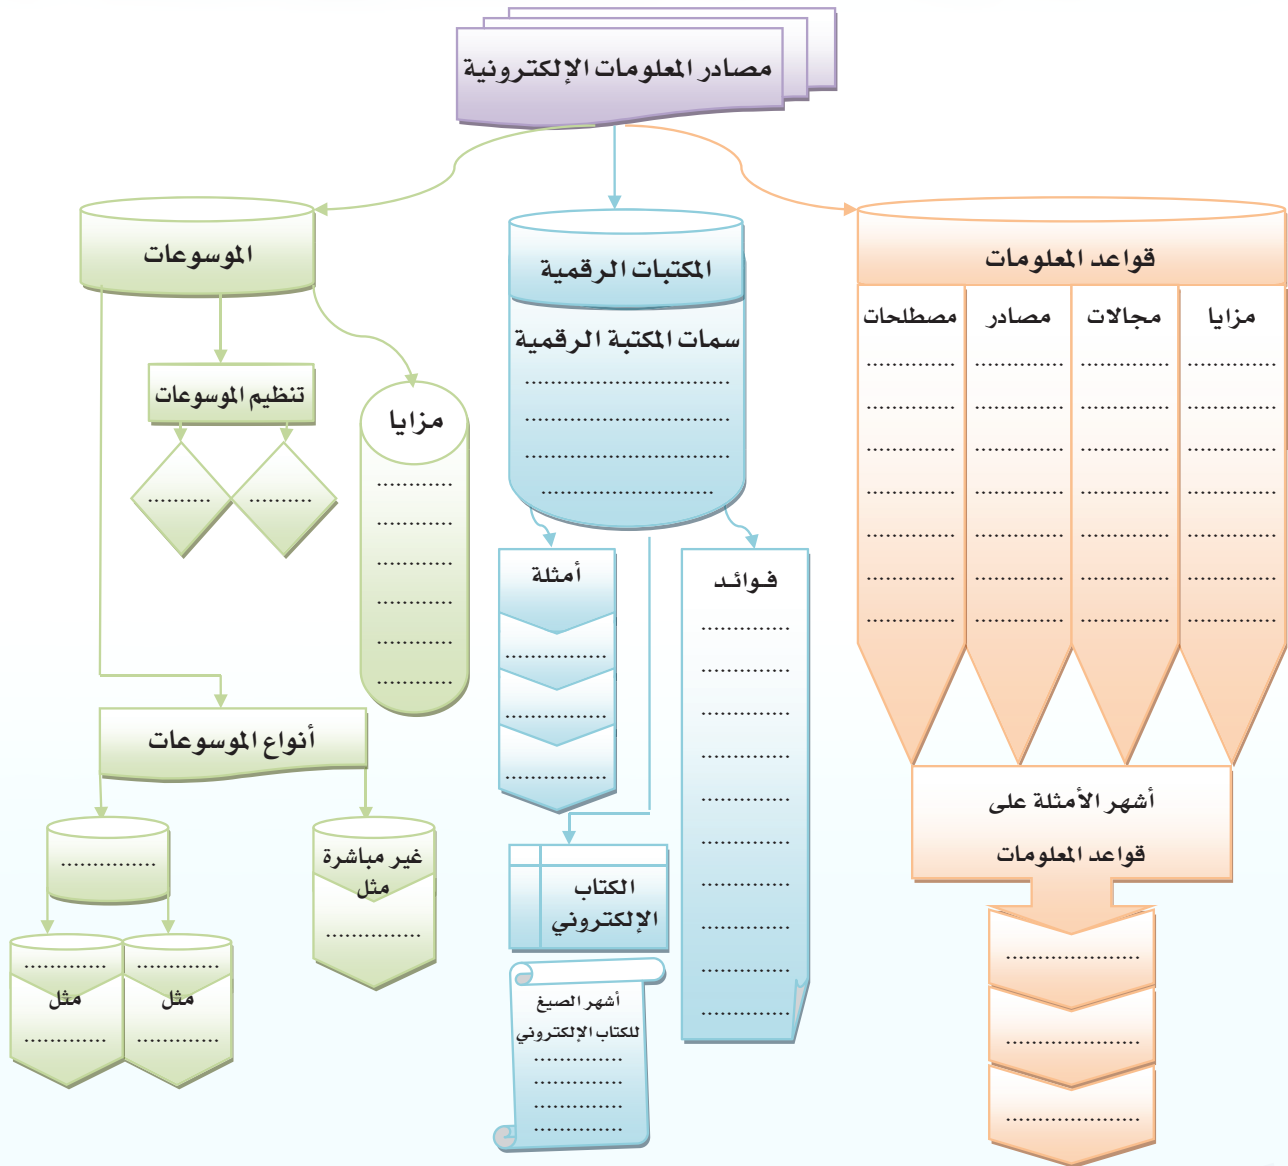 مصادر المعلومات الإلكترونية
قواعد المعلومات
مزايا
مجالات
مصادر
مصطلحات
أشهر الأمثلة على
قواعد المعلومات
المكتبات الرقمية
سمات المكتبة الرقمية
فـوائـد
أمثلة
الكتاب
الإلكتروني
أشهر الصيغ
للكتاب الإلكتروني
الموسوعات
مزايا
تنظيم الموسوعات
أنواع الموسوعات
غير مباشرة
مثل
مثل
مثل